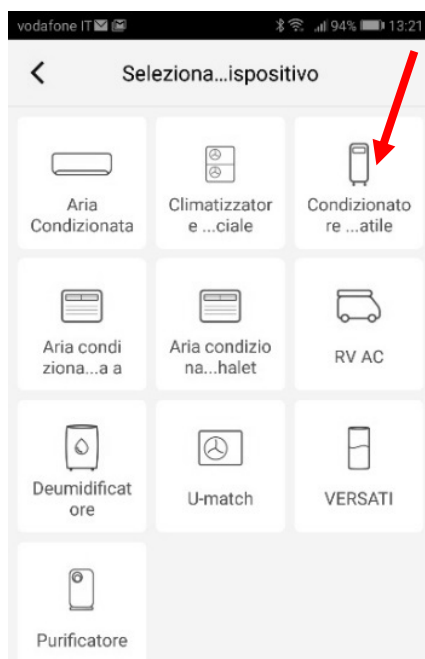 vodafone IT 94% 13:21
Seleziona...ispositivo
Aria
Condizionata
Climatizzator
e ...ciale
Condizionato
re ...atile
Aria condi
ziona...a a
Aria condizio
na...halet
RV AC
Deumidificat
ore
U-match
VERSATI
Purificatore